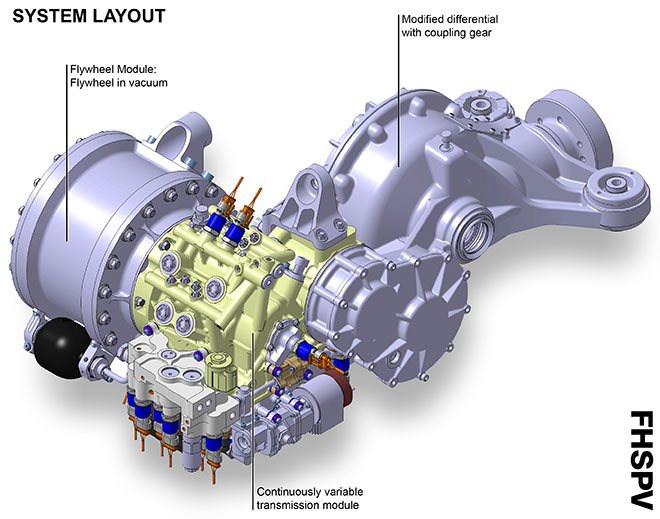 SYSTEM LAYOUT
Modified differential
with coupling gear
Flywheel Module:
Flywheel in vacuum
Continuously variable
transmission module
FHSPV